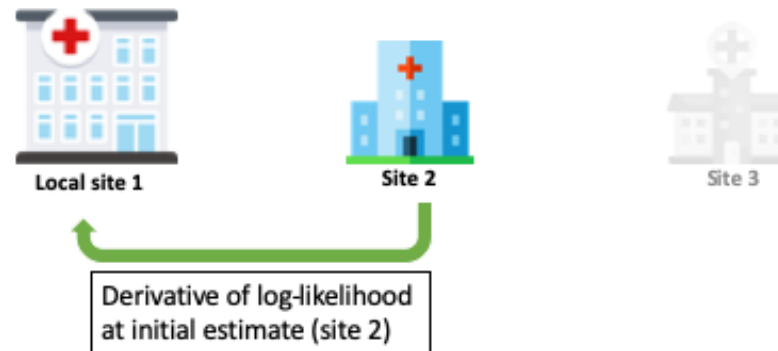 Local site 1
Site 2
Site 3
Derivative of log-likelihood
at initial estimate (site 2)